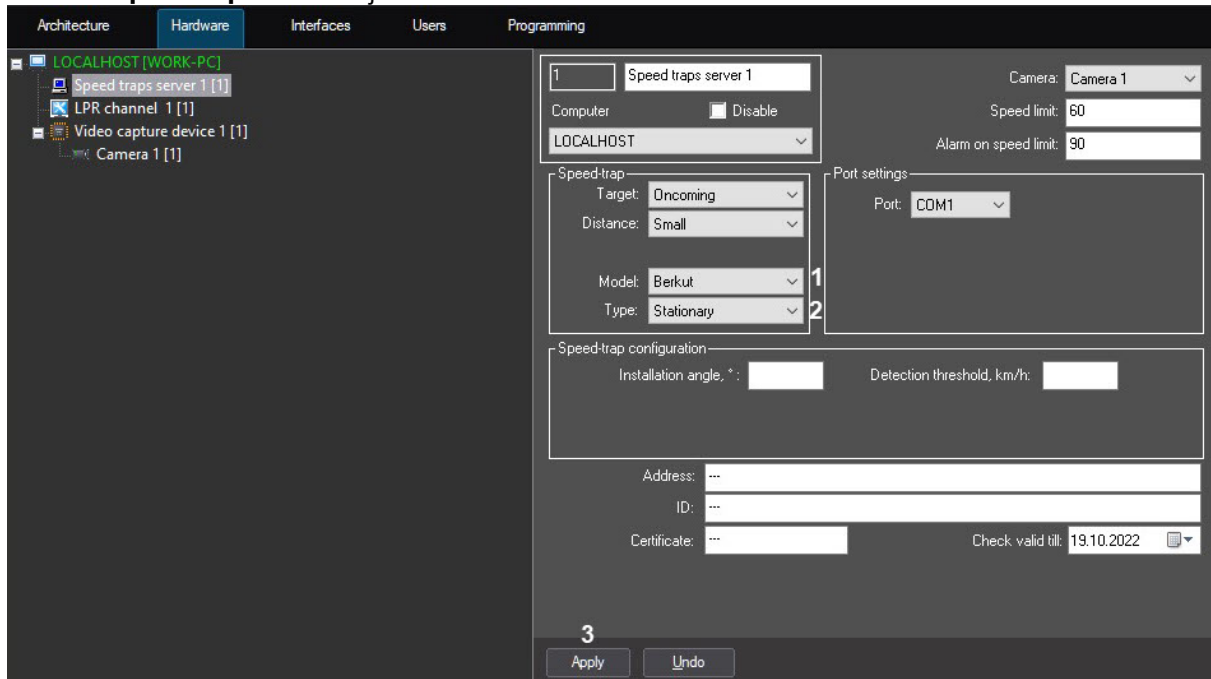 Architecture Hardware Interfaces Users Programming
LOCALHOST [WORK-PC]
Speed traps server 1 [1]
LPR channel 1 [1]
Video capture device 1 [1]
Camera 1 [1]
1 Speed traps server 1
Computer Disable
LOCALHOST
Camera: Camera 1
Speed limit: 60
Alarm on speed limit: 90
Speed-trap
Target: Oncoming
Distance: Small
Model: Berkut 1
Type: Stationary 2
Port settings
Port: COM1
Speed-trap configuration
Installation angle, ° : Detection threshold, km/h:
Address: ---
ID: ---
Certificate: --- Check valid till: 19.10.2022
3
Apply Undo